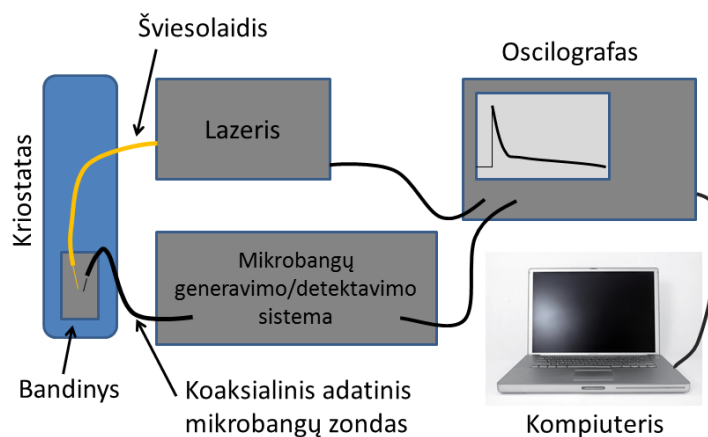 Šviesolaidis
Oscilografas
Lazeris
Kriostatas
Mikrobangų
generavimo/detektavimo
sistema
Bandinys
Koaksialinis adatinis
mikrobangų zondas
Kompiuteris